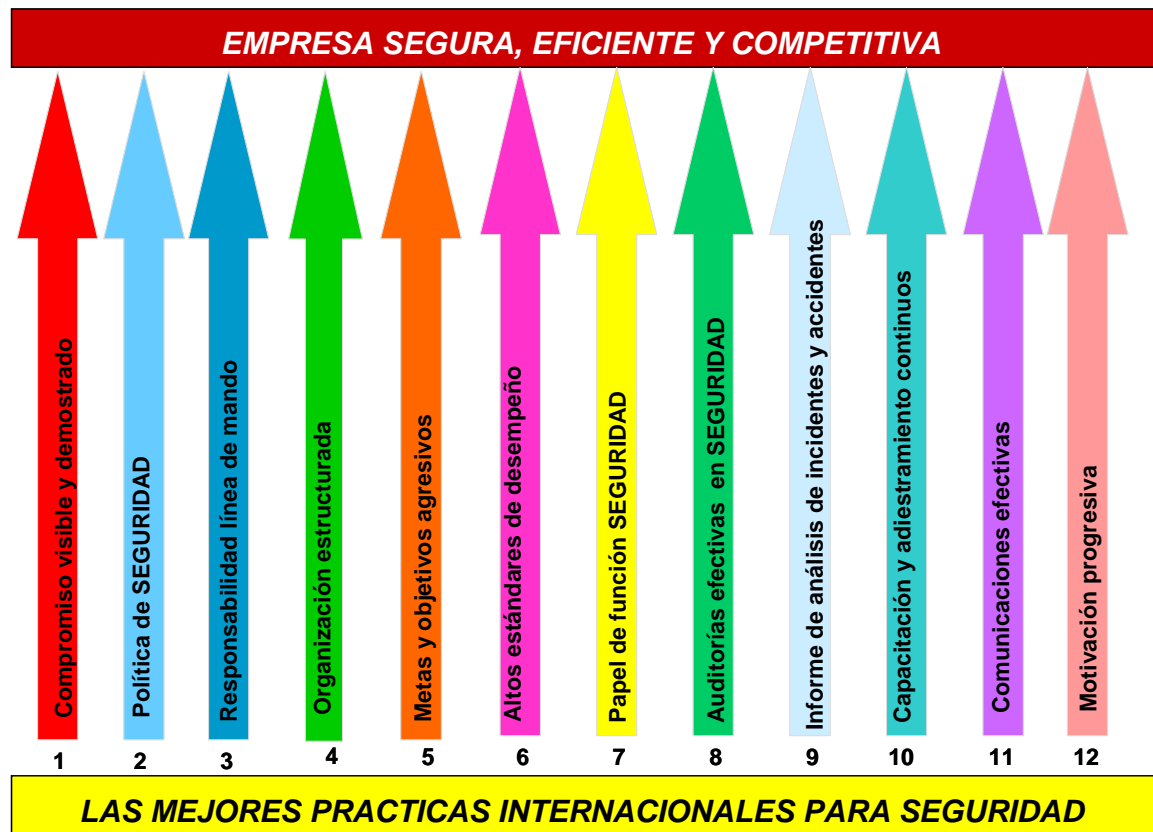 EMPRESA SEGURA, EFICIENTE Y COMPETITIVA
Compromiso visible y demostrado
Política de SEGURIDAD
Responsabilidad línea de mando
Organización estructurada
Metas y objetivos agresivos
Altos estándares de desempeño
Papel de función SEGURIDAD
Auditorías efectivas en SEGURIDAD
Informe de análisis de incidentes y accidentes
Capacitación y adiestramiento continuos
Comunicaciones efectivas
Motivación progresiva
1 2 3 4 5 6 7 8 9 10 11 12
LAS MEJORES PRACTICAS INTERNACIONALES PARA SEGURIDAD